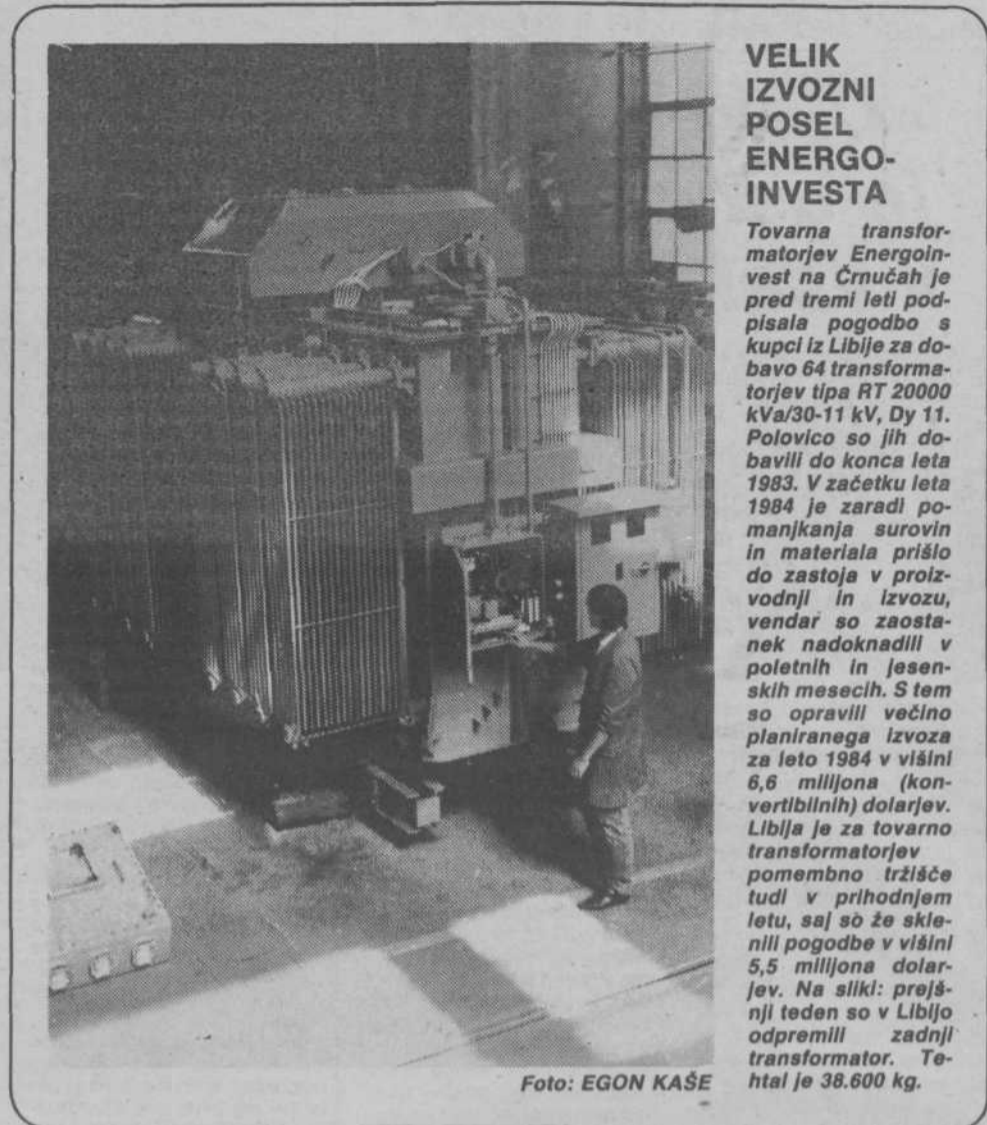 VELIK
IZVOZNI
POSEL
ENERGO-
INVESTA
Tovarna transfor-
matorjev Energoin-
vest na Črnučah je
pred tremi leti pod-
pisala pogodbo s
kupci iz Libije za do-
bavo 64 transforma-
torjev tipa RT 20000
kVa/30-11 kV, Dy 11.
Polovico so jih do-
bavili do konca leta
1983. V začetku leta
1984 je zaradi po-
manjkanja surovin
in materiala prišlo
do zastoja v proiz-
vodnji in izvozu,
vendar so zaosta-
nek nadoknadili v
poletnih in jesen-
skih mesecih. S tem
so opravili večino
planiranega izvoza
za leto 1984 v višini
6,6 milijona (kon-
vertibilnih) dolarjev.
Libija je za tovarno
transformatorjev
pomembno tržišče
tudi v prihodnjem
letu, saj so že skle-
nili pogodbe v višini
5,5 milijona dolar-
jev. Na sliki: prejš-
nji teden so v Libijo
odpremili zadnji
transformator. Te-
htal je 38.600 kg.
Foto: EGON KAŠE